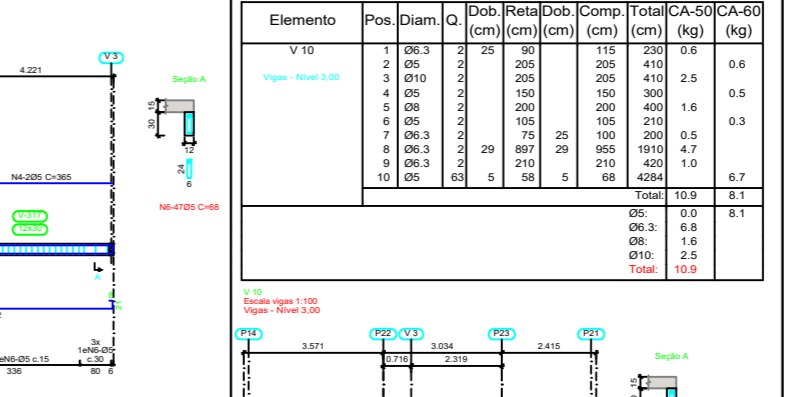 V 3
4.221
Seção A
15
30
12
24
6
N4-2Ø5 C=365
N6-47Ø5 C=68
V-317
12X30
A
21
3x
1eN6-Ø5
eN6-Ø5 c.15 c.30
336 80 6
Elemento Pos. Diam. Q. Dob. (cm) Reta (cm) Dob. (cm) Comp. (cm) Total (cm) CA-50 (kg) CA-60 (kg)
V 10 1 Ø6.3 2 25 90 115 230 0.6
2 Ø5 2 205 205 410 0.6
Vigas - Nível 3,00 3 Ø10 2 205 205 410 2.5
4 Ø5 2 150 150 300 0.5
5 Ø8 2 200 200 400 1.6
6 Ø5 2 105 105 210 0.3
7 Ø6.3 2 75 25 100 200 0.5
8 Ø6.3 2 29 897 29 955 1910 4.7
9 Ø6.3 2 210 210 420 1.0
10 Ø5 63 5 58 5 68 4284 6.7
Total: 10.9 8.1
Ø5: 0.0 8.1
Ø6.3: 6.8
Ø8: 1.6
Ø10: 2.5
Total: 10.9
V 10
Escala vigas 1:100
Vigas - Nível 3,00
P14 P22 V 3 P23 P21
3.571 3.034 2.415
0.716 2.319
Seção A
15